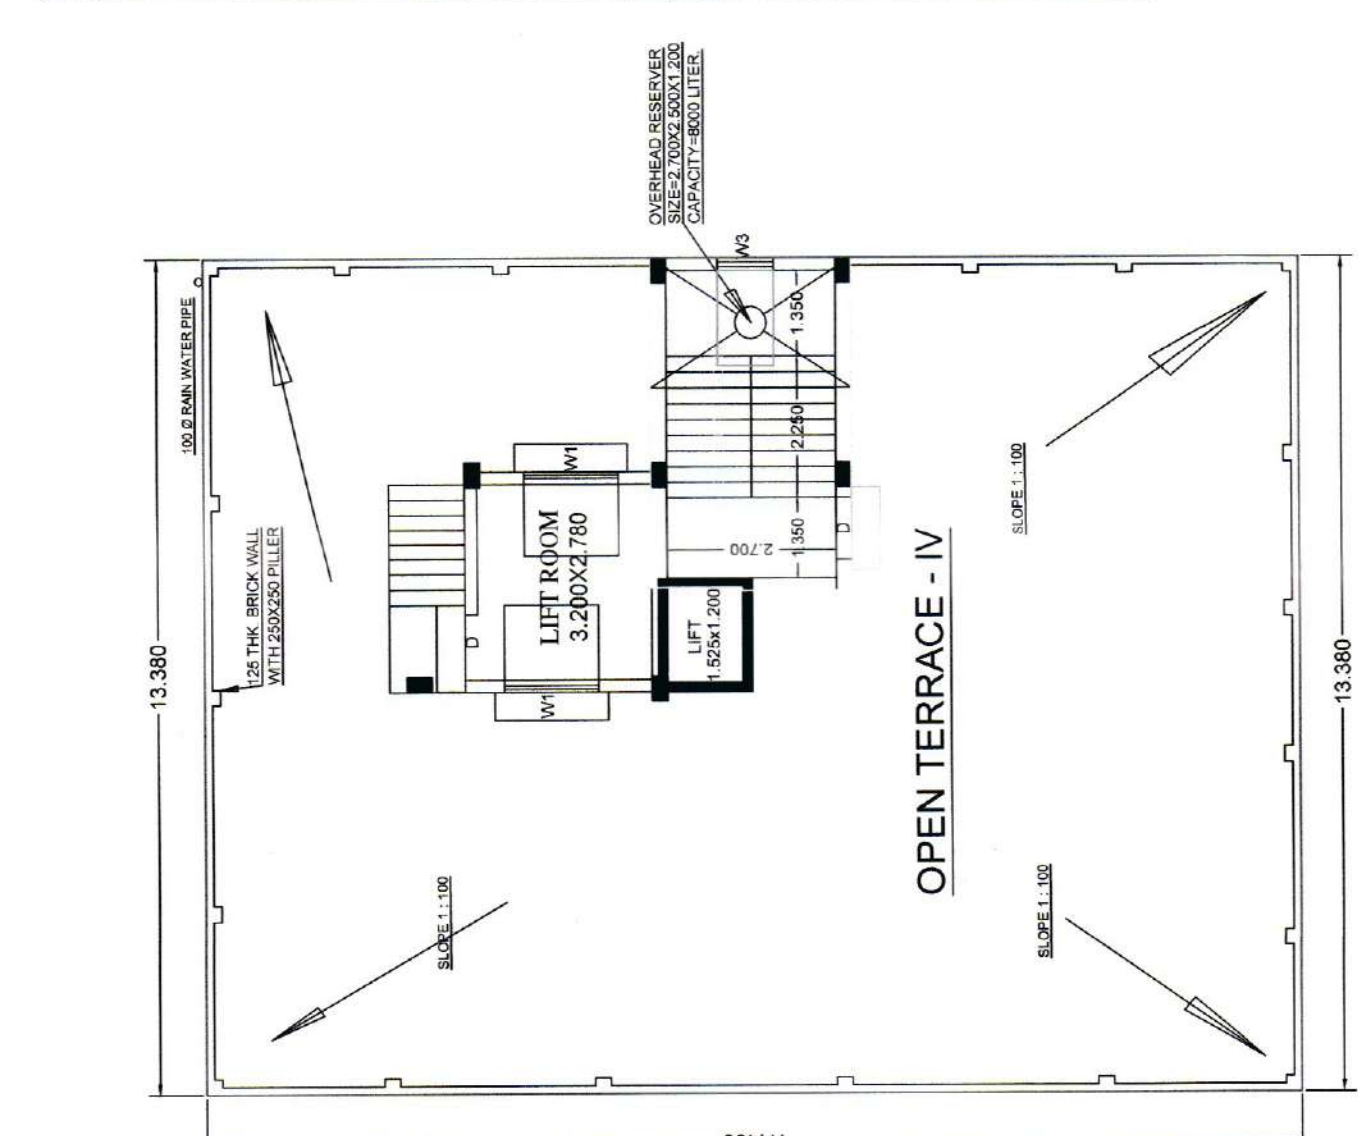 OVERHEAD RESERVER
SIZE=2.700X2.500X1.200
CAPACITY=8000 LITER.
W3
100 Ø RAIN WATER PIPE
1.350
2.250
1.350
2.700
W1
LIFT ROOM
3.200X2.780
D
D
W1
LIFT
1.525x1.200
125 THK. BRICK WALL
WITH 250X250 PILLER
13.380
13.380
SLOPE 1 : 100
OPEN TERRACE - IV
SLOPE 1 : 100
SLOPE 1 : 100